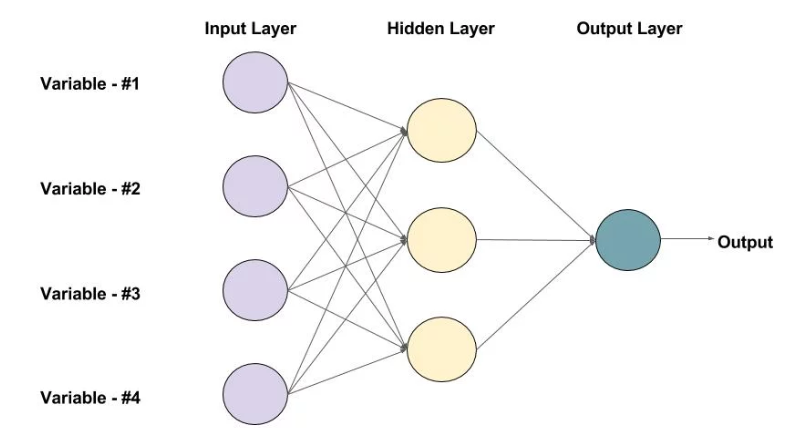 Input Layer
Hidden Layer
Output Layer
Variable - #1
Variable - #2
Variable - #3
Variable - #4
Output